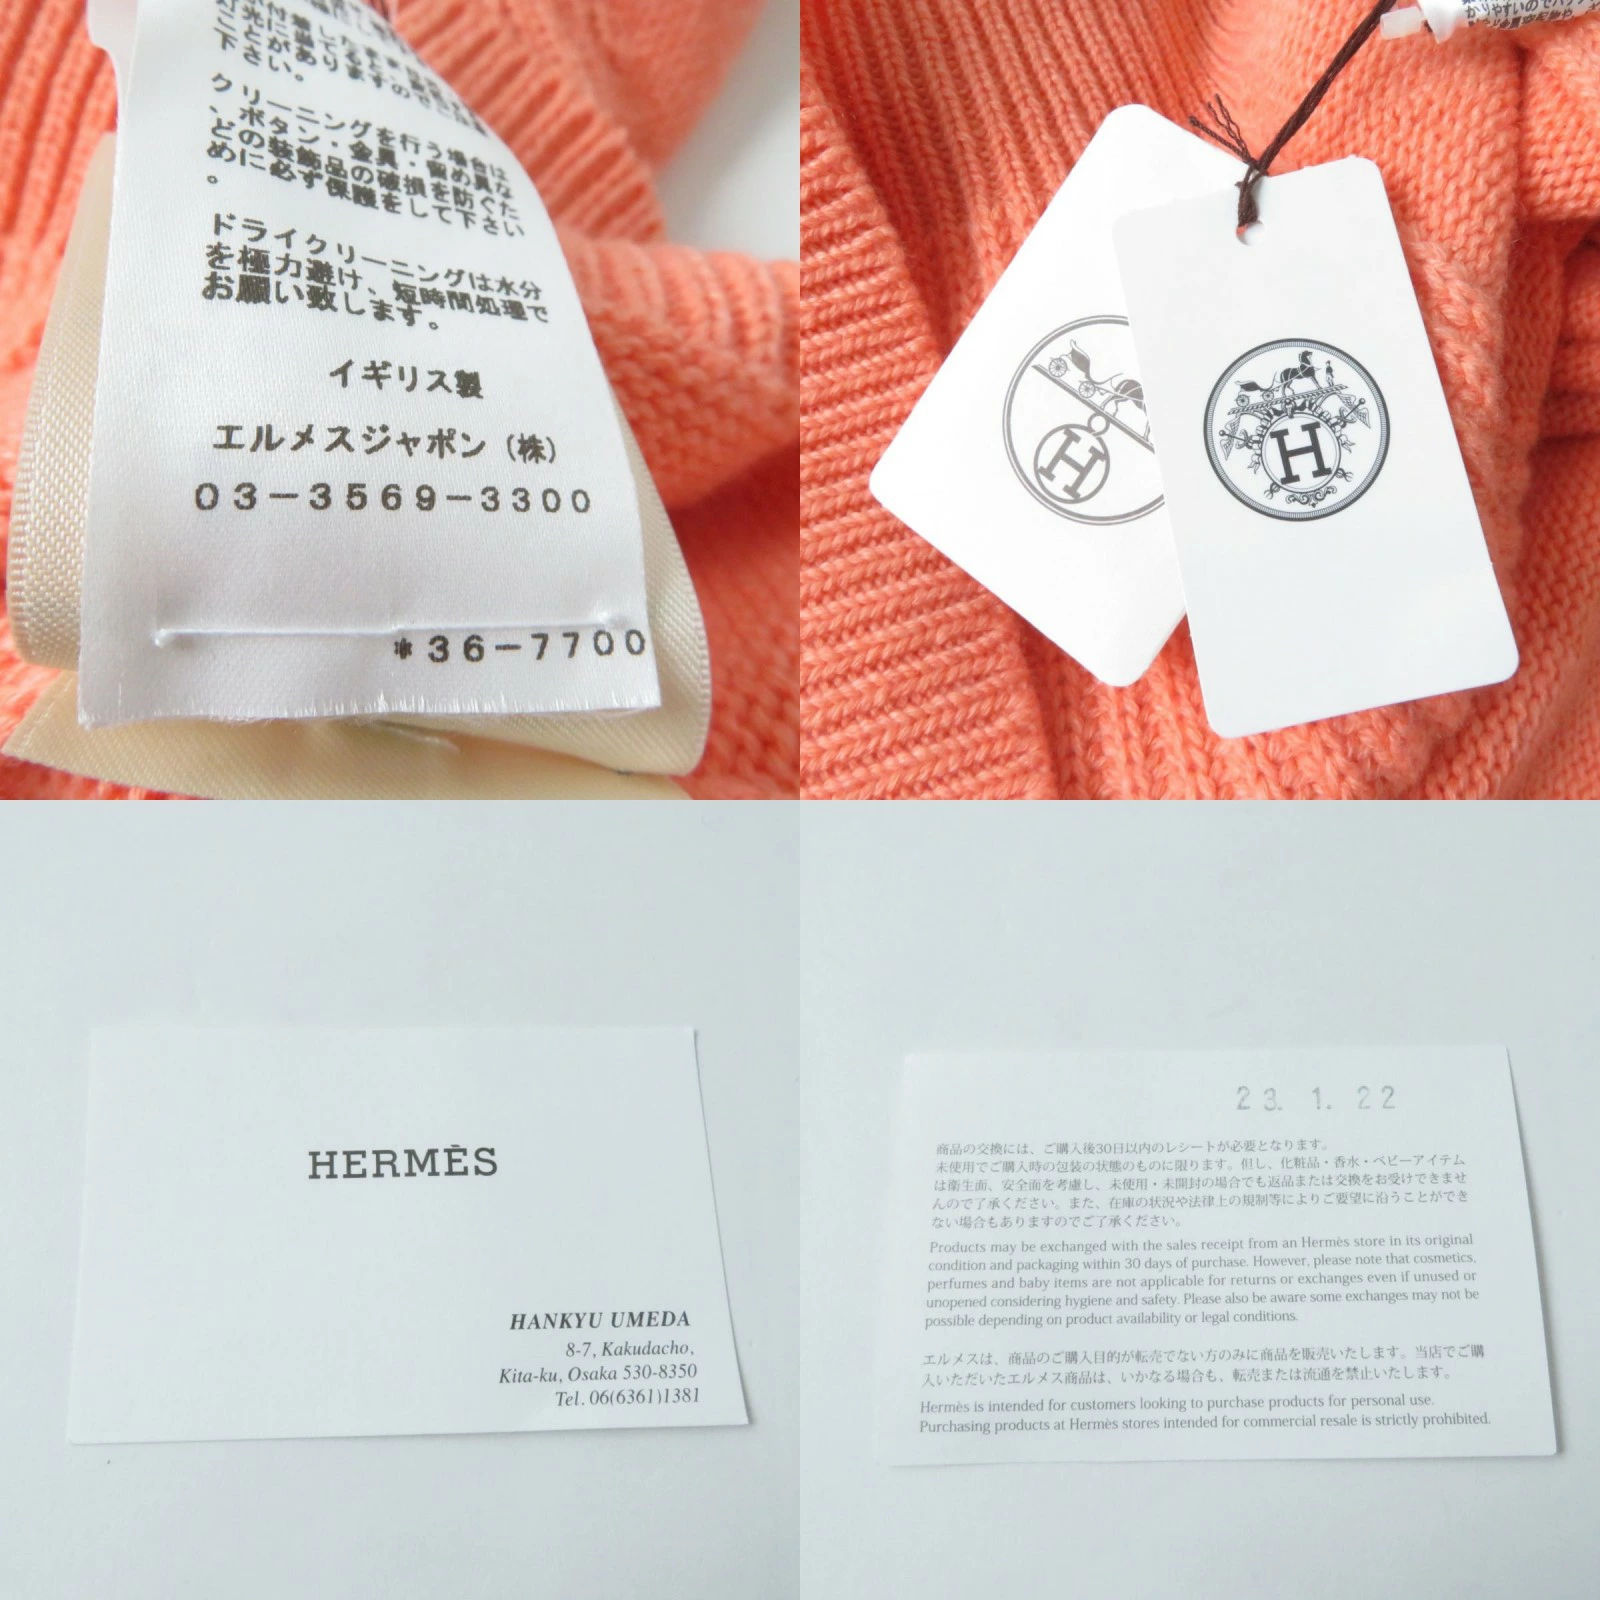 下さい。
クリーニングを行う場合は
、ボタン・金具・留め具な
どの装飾品の破損を防ぐた
めに必ず保護をして下さい
。
ドライクリーニングは水分
を極力避け、短時間処理で
お願い致します。
イギリス製
エルメスジャポン（株）
03-3569-3300
*36-7700
H
H
HERMÈS
HANKYU UMEDA
8-7, Kakudacho,
Kita-ku, Osaka 530-8350
Tel. 06(6361)1381
23. 1. 22
商品の交換には、ご購入後30日以内のレシートが必要となります。
未使用でご購入時の包装の状態のものに限ります。但し、化粧品・香水・ベビーアイテム
は衛生面、安全面を考慮し、未使用・未開封の場合でも返品または交換をお受けできませ
んので了承ください。また、在庫の状況や法律上の規制等によりご要望に沿うことができ
ない場合もありますのでご了承ください。
Products may be exchanged with the sales receipt from an Hermès store in its original
condition and packaging within 30 days of purchase. However, please note that cosmetics,
perfumes and baby items are not applicable for returns or exchanges even if unused or
unopened considering hygiene and safety. Please also be aware some exchanges may not be
possible depending on product availability or legal conditions.
エルメスは、商品のご購入目的が転売でない方のみに商品を販売いたします。当店でご購
入いただいたエルメス商品は、いかなる場合も、転売または流通を禁止いたします。
Hermès is intended for customers looking to purchase products for personal use.
Purchasing products at Hermès stores intended for commercial resale is strictly prohibited.